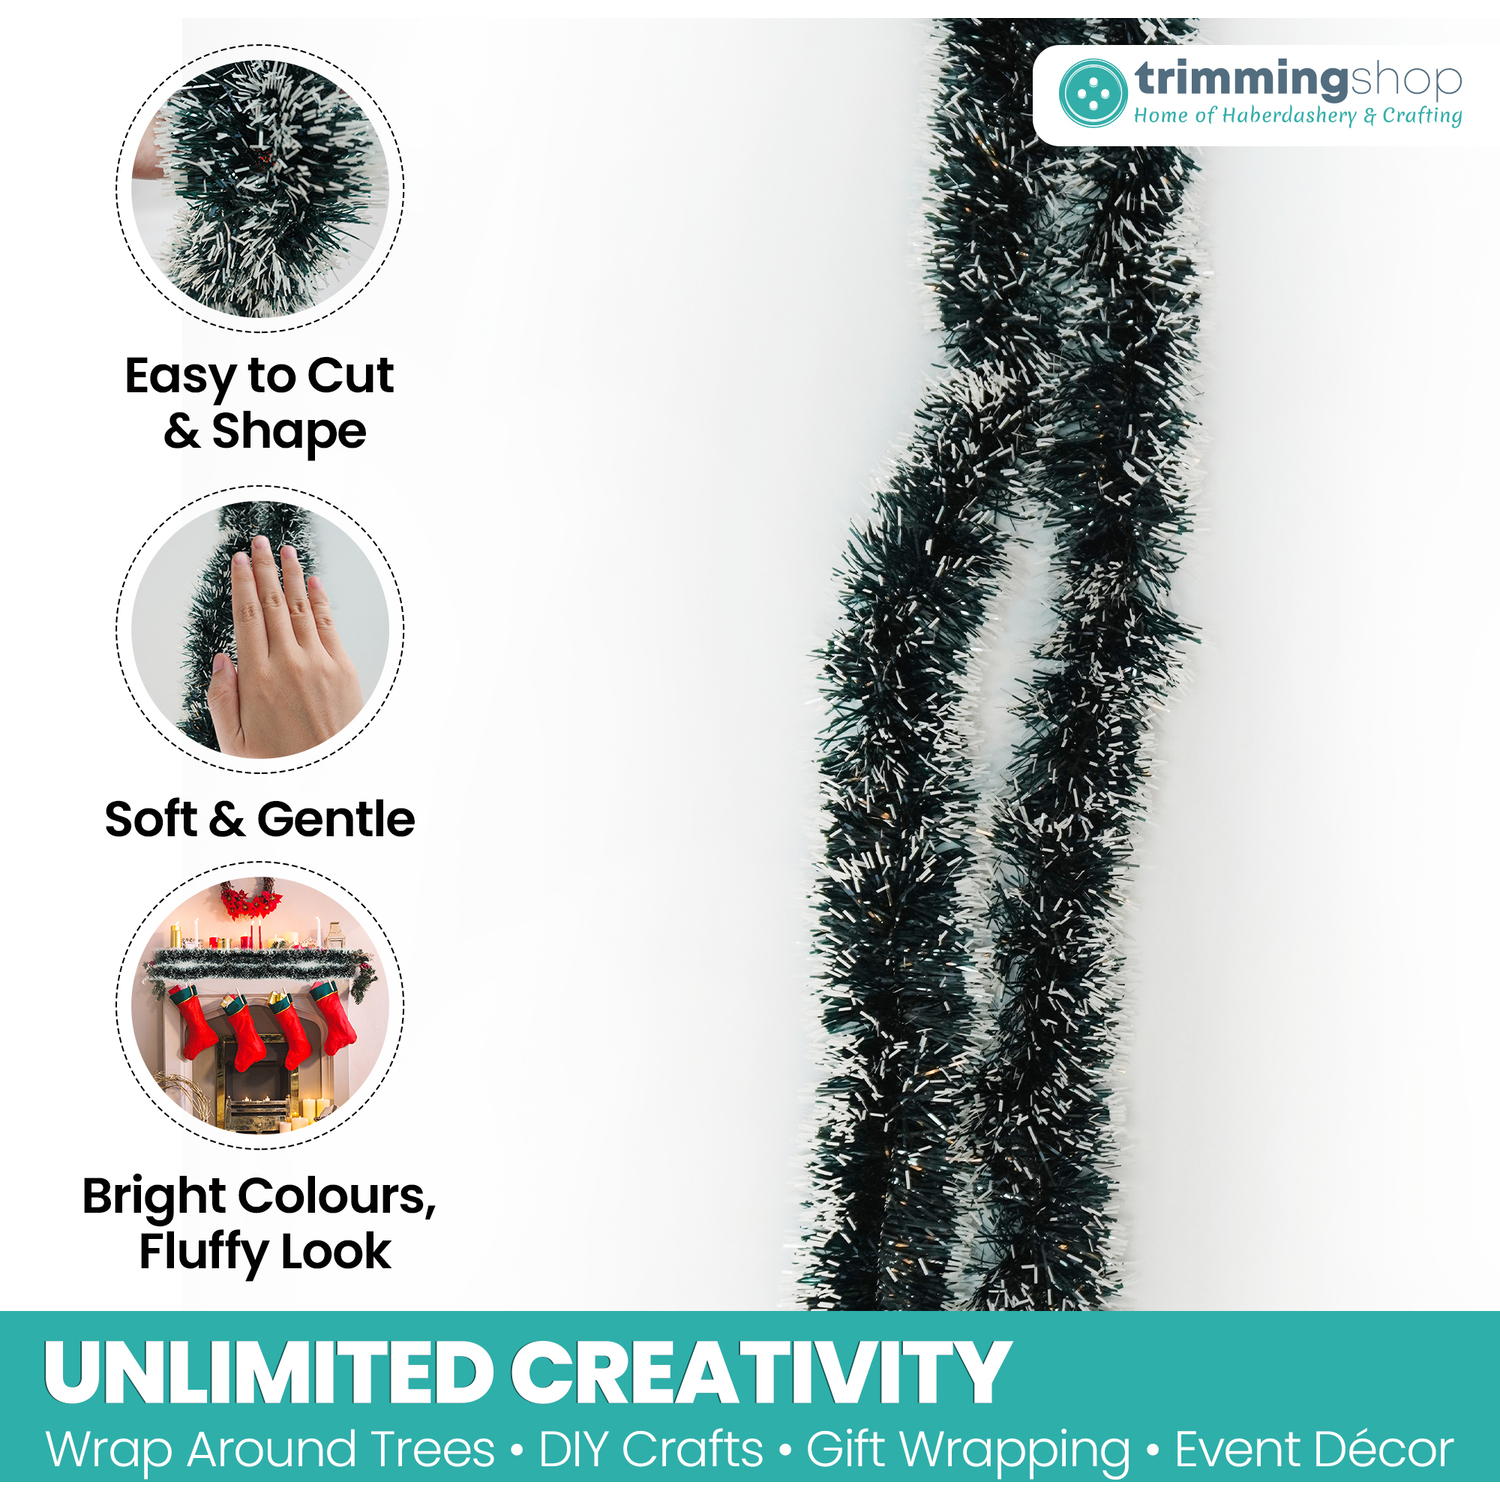 trimmingshop
Home of Haberdashery & Crafting
Easy to Cut
& Shape
Soft & Gentle
Bright Colours,
Fluffy Look
UNLIMITED CREATIVITY
Wrap Around Trees • DIY Crafts • Gift Wrapping • Event Décor